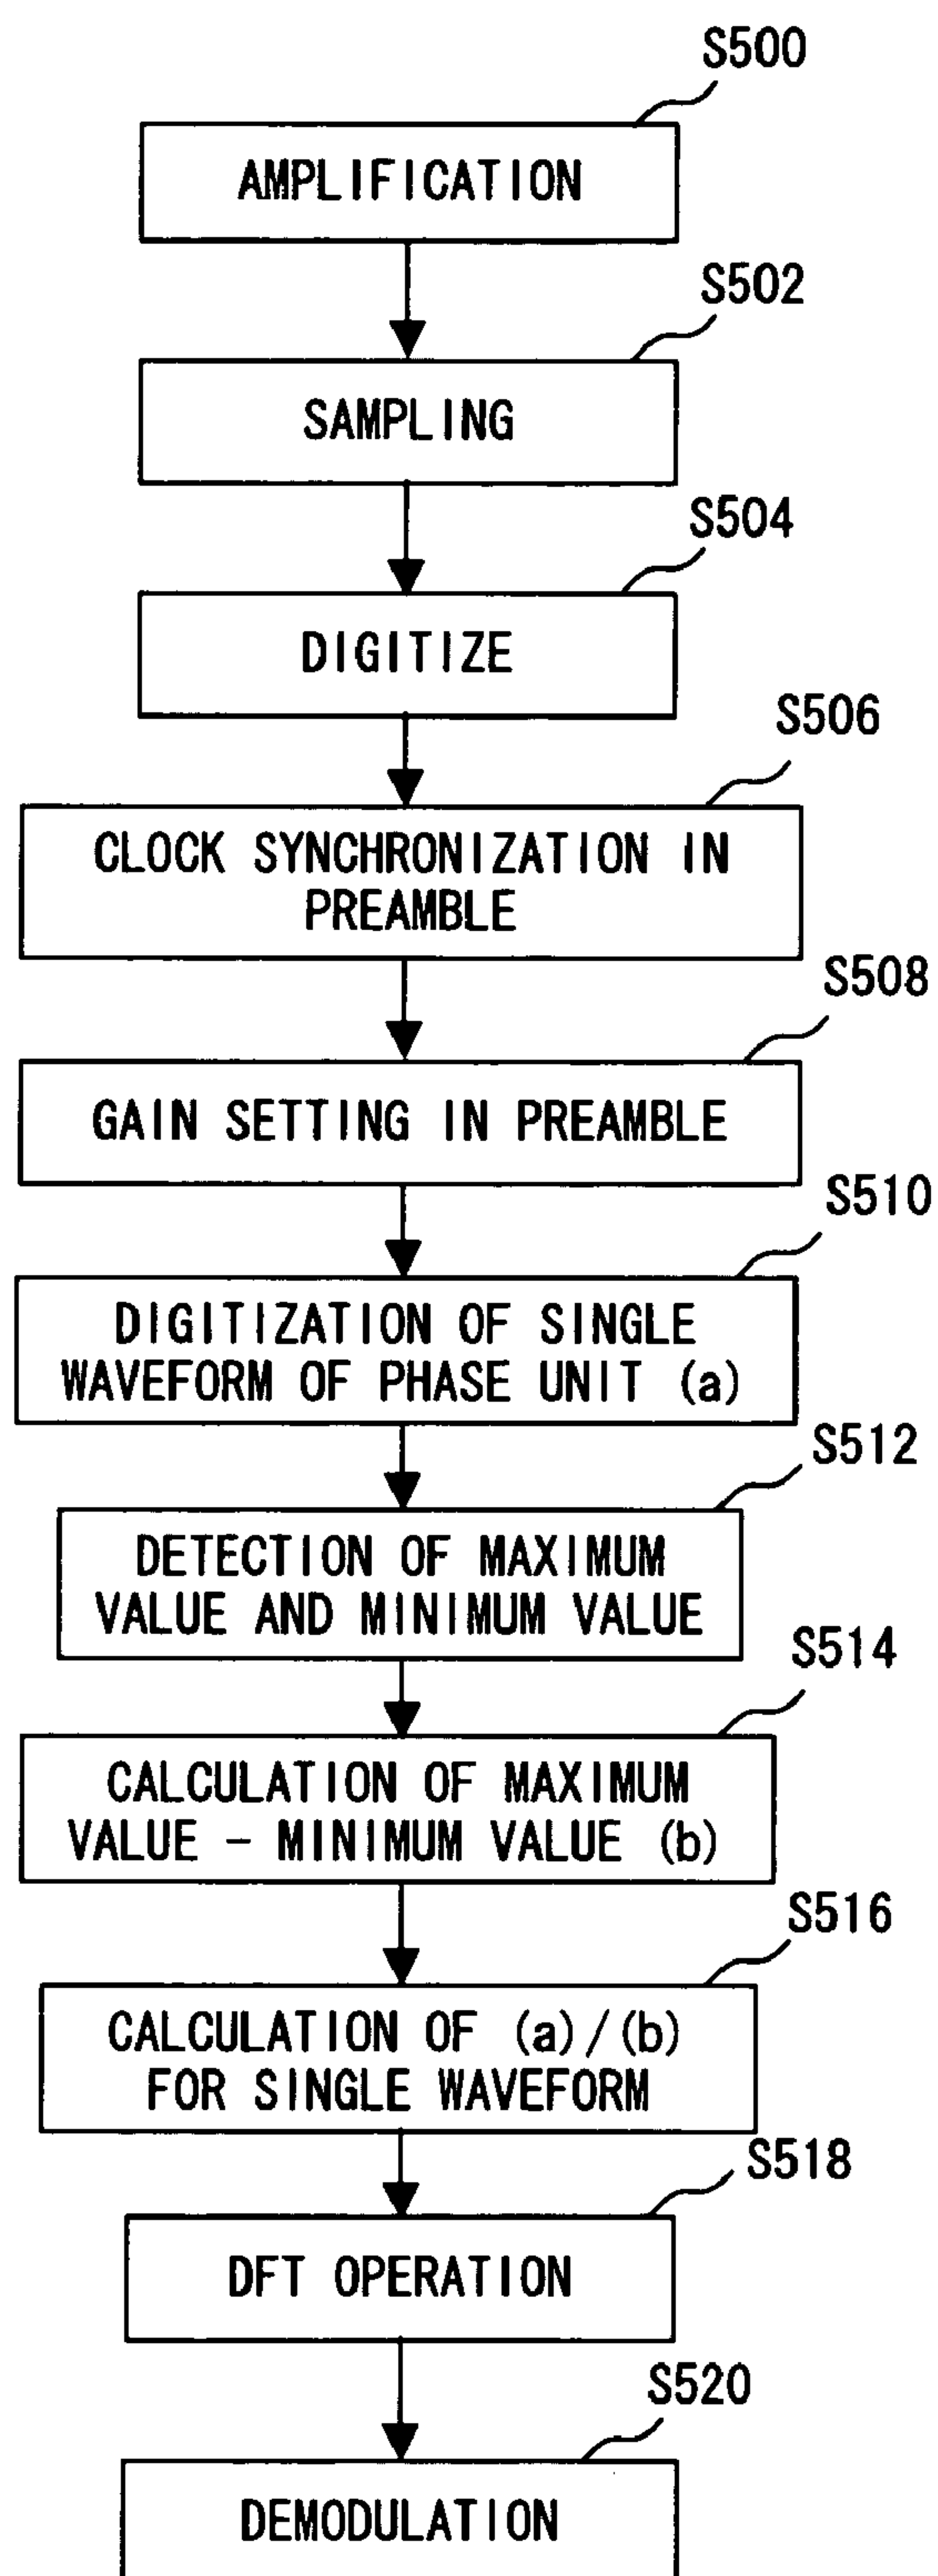 S500
AMPLIFICATION
S502
SAMPLING
S504
DIGITIZE
S506
CLOCK SYNCHRONIZATION IN
PREAMBLE
S508
GAIN SETTING IN PREAMBLE
S510
DIGITIZATION OF SINGLE
WAVEFORM OF PHASE UNIT (a)
S512
DETECTION OF MAXIMUM
VALUE AND MINIMUM VALUE
S514
CALCULATION OF MAXIMUM
VALUE - MINIMUM VALUE (b)
S516
CALCULATION OF (a)/(b)
FOR SINGLE WAVEFORM
S518
DFT OPERATION
S520
DEMODULATION